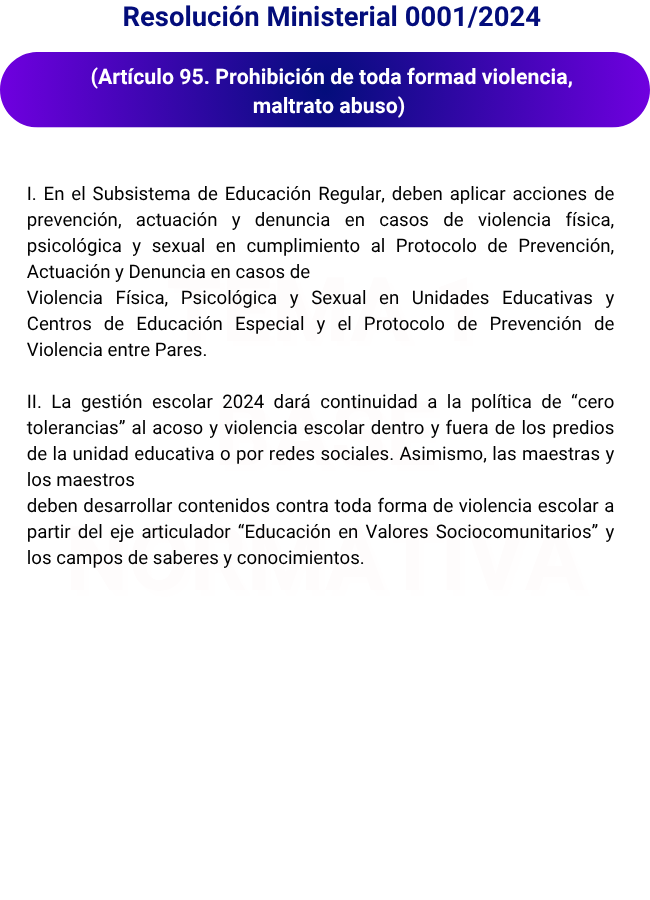 Resolución Ministerial 0001/2024
(Artículo 95. Prohibición de toda formad violencia,
maltrato abuso)
I. En el Subsistema de Educación Regular, deben aplicar acciones de
prevención, actuación y denuncia en casos de violencia física,
psicológica y sexual en cumplimiento al Protocolo de Prevención,
Actuación y Denuncia en casos de
Violencia Física, Psicológica y Sexual en Unidades Educativas y
Centros de Educación Especial y el Protocolo de Prevención de
Violencia entre Pares.
II. La gestión escolar 2024 dará continuidad a la política de “cero
tolerancias” al acoso y violencia escolar dentro y fuera de los predios
de la unidad educativa o por redes sociales. Asimismo, las maestras y
los maestros
deben desarrollar contenidos contra toda forma de violencia escolar a
partir del eje articulador “Educación en Valores Sociocomunitarios” y
los campos de saberes y conocimientos.
NORMATIVA